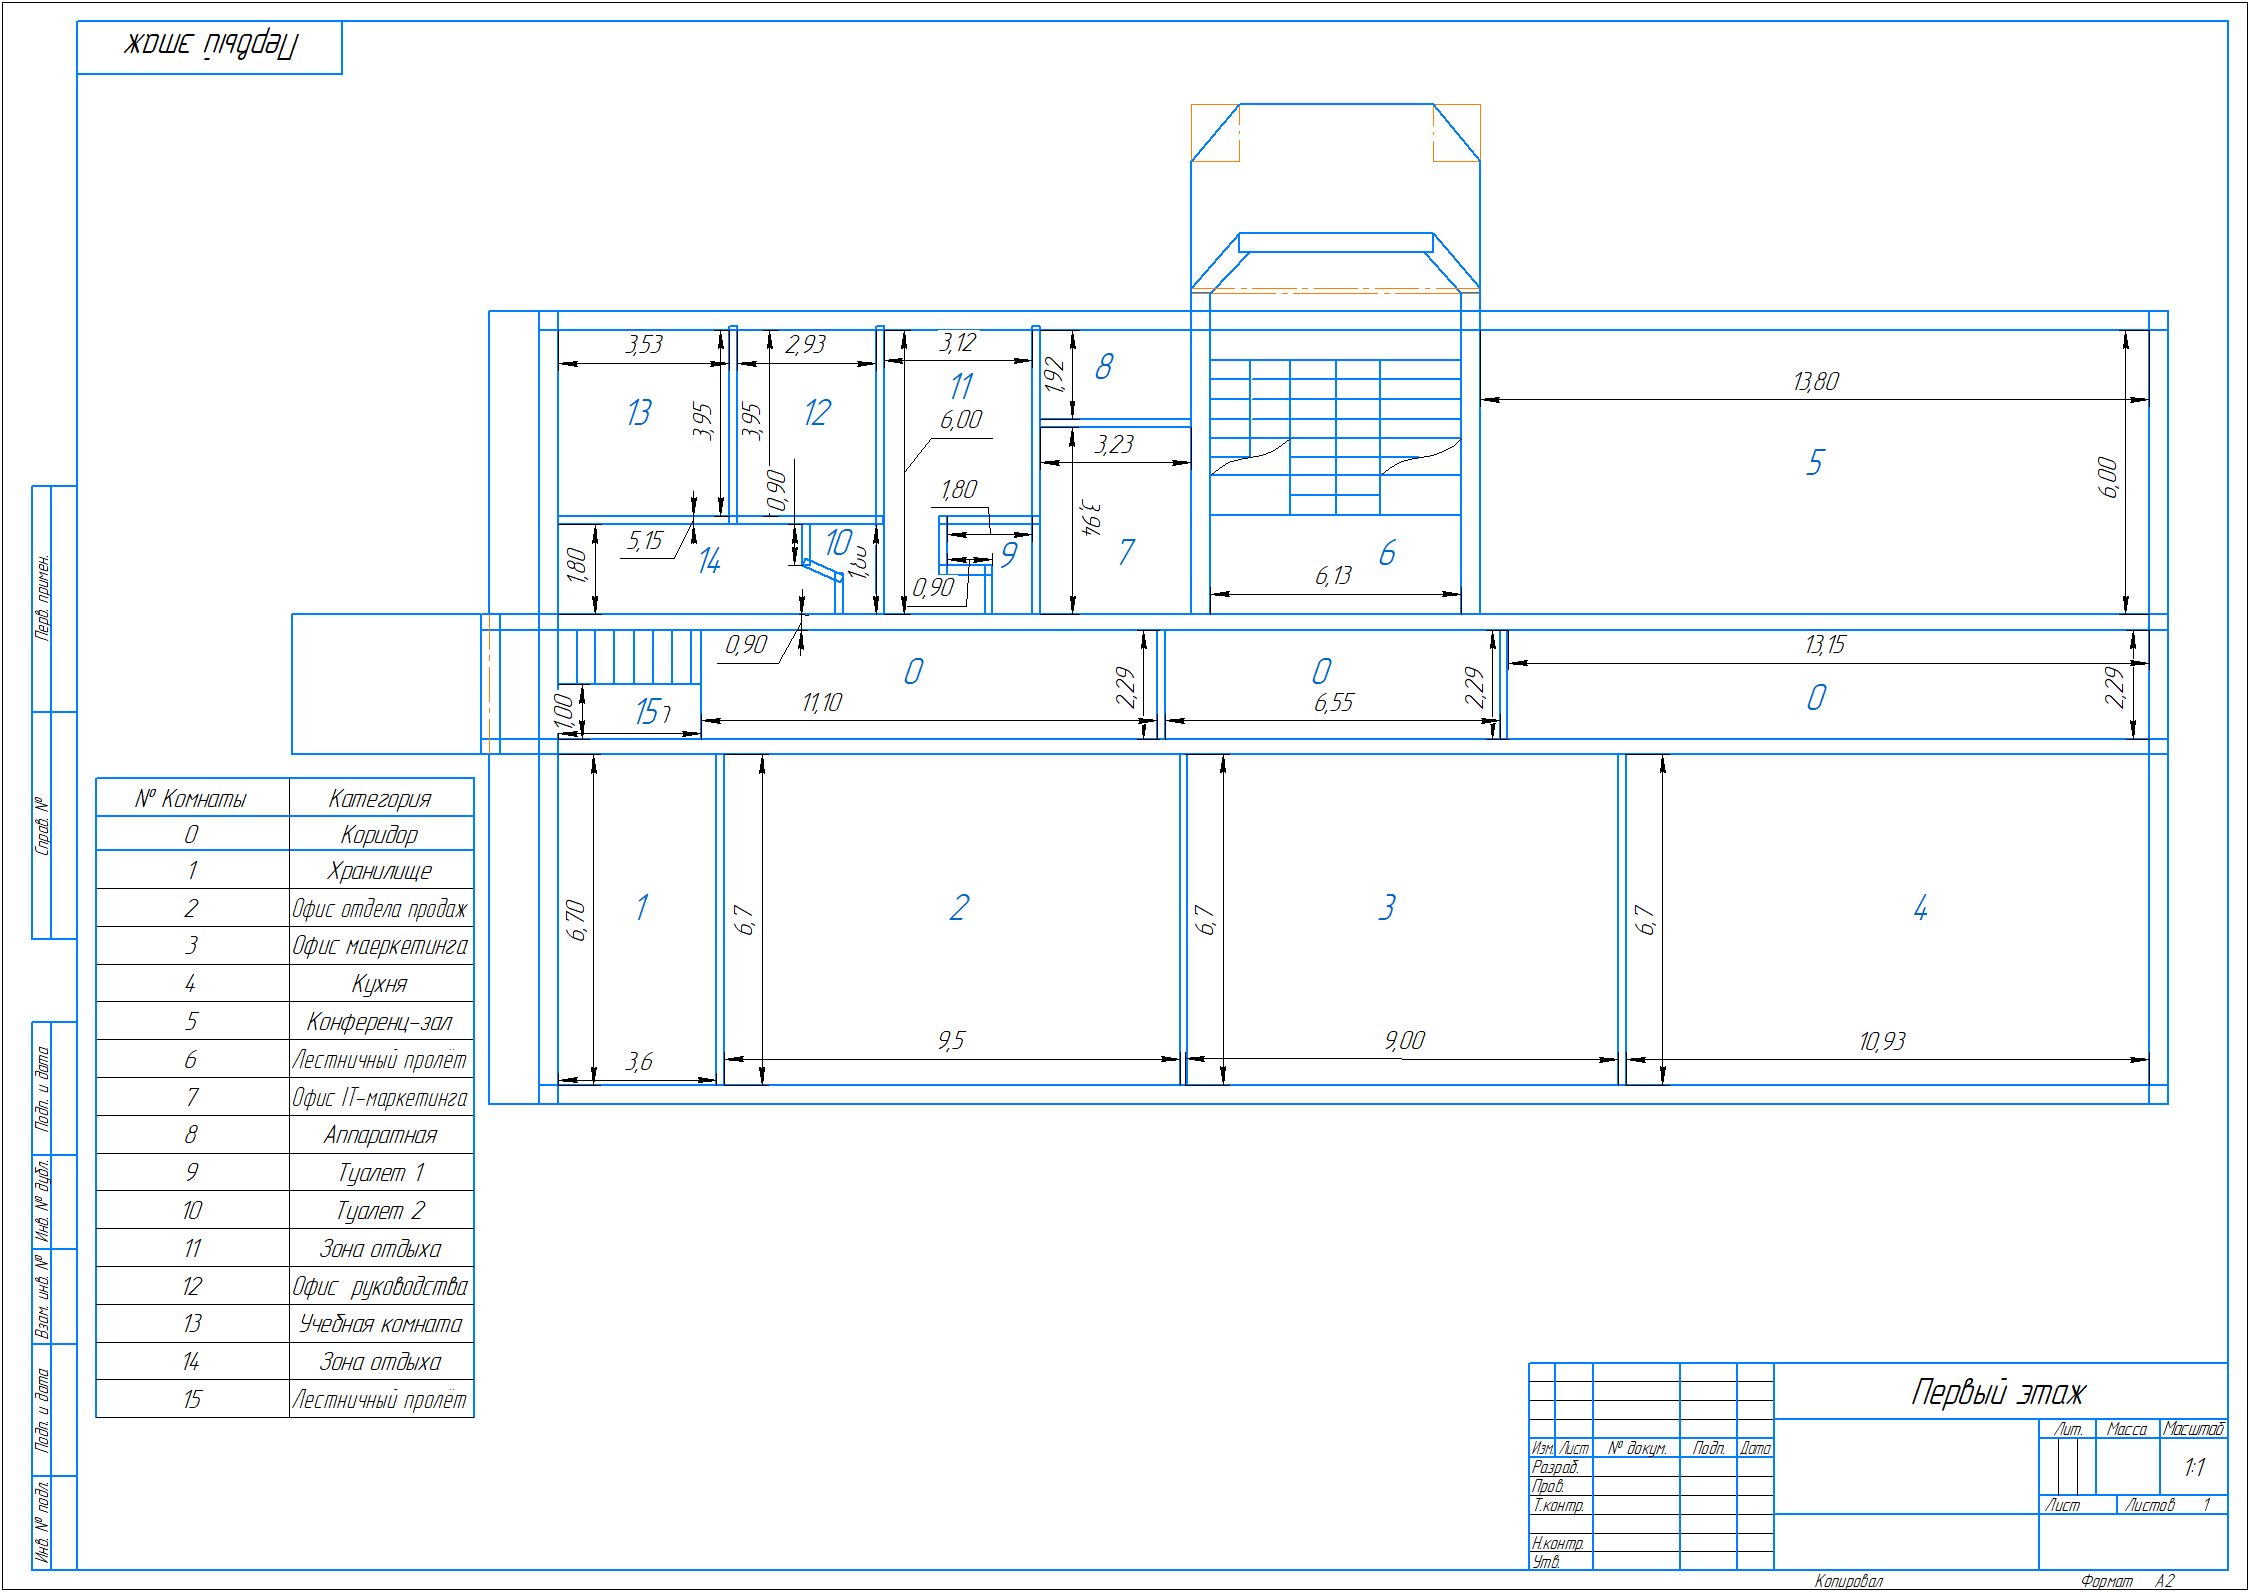 Первый этаж
3,53
2,93
3,12
8
1,92
13,80
13
3,95
3,95
12
11
6,00
3,23
5
6,00
0,90
1,80
3,94
5,15
14
10
9
7
6
1,80
0,90
6,13
0,90
0
0
13,15
2,29
2,29
2,29
0
1,00
15
11,10
6,55
1
2
3
4
6,70
6,7
6,7
6,7
3,6
9,5
9,00
10,93
№ Комнаты Категория
0 Коридор
1 Хранилище
2 Офис отдела продаж
3 Офис маеркетинга
4 Кухня
5 Конференц-зал
6 Лестничный пролёт
7 Офис IT-маркетинга
8 Аппаратная
9 Туалет 1
10 Туалет 2
11 Зона отдыха
12 Офис руководства
13 Учебная комната
14 Зона отдыха
15 Лестничный пролёт
Перв. примен.
Справ. №
Подп. и дата
Инв. № дубл.
Взам. инв. №
Подп. и дата
Инв. № подл.
Первый этаж
Лит. Масса Масштаб
Изм. Лист № докум. Подп. Дата
Разраб.
1:1
Пров.
Т.контр.
Лист Листов 1
Н.контр.
Утв.
Копировал Формат А2